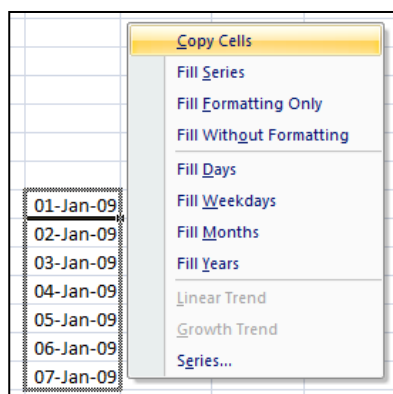 Copy Cells
Fill Series
Fill Formatting Only
Fill Without Formatting
Fill Days
Fill Weekdays
Fill Months
Fill Years
Linear Trend
Growth Trend
Series...
01-Jan-09
02-Jan-09
03-Jan-09
04-Jan-09
05-Jan-09
06-Jan-09
07-Jan-09